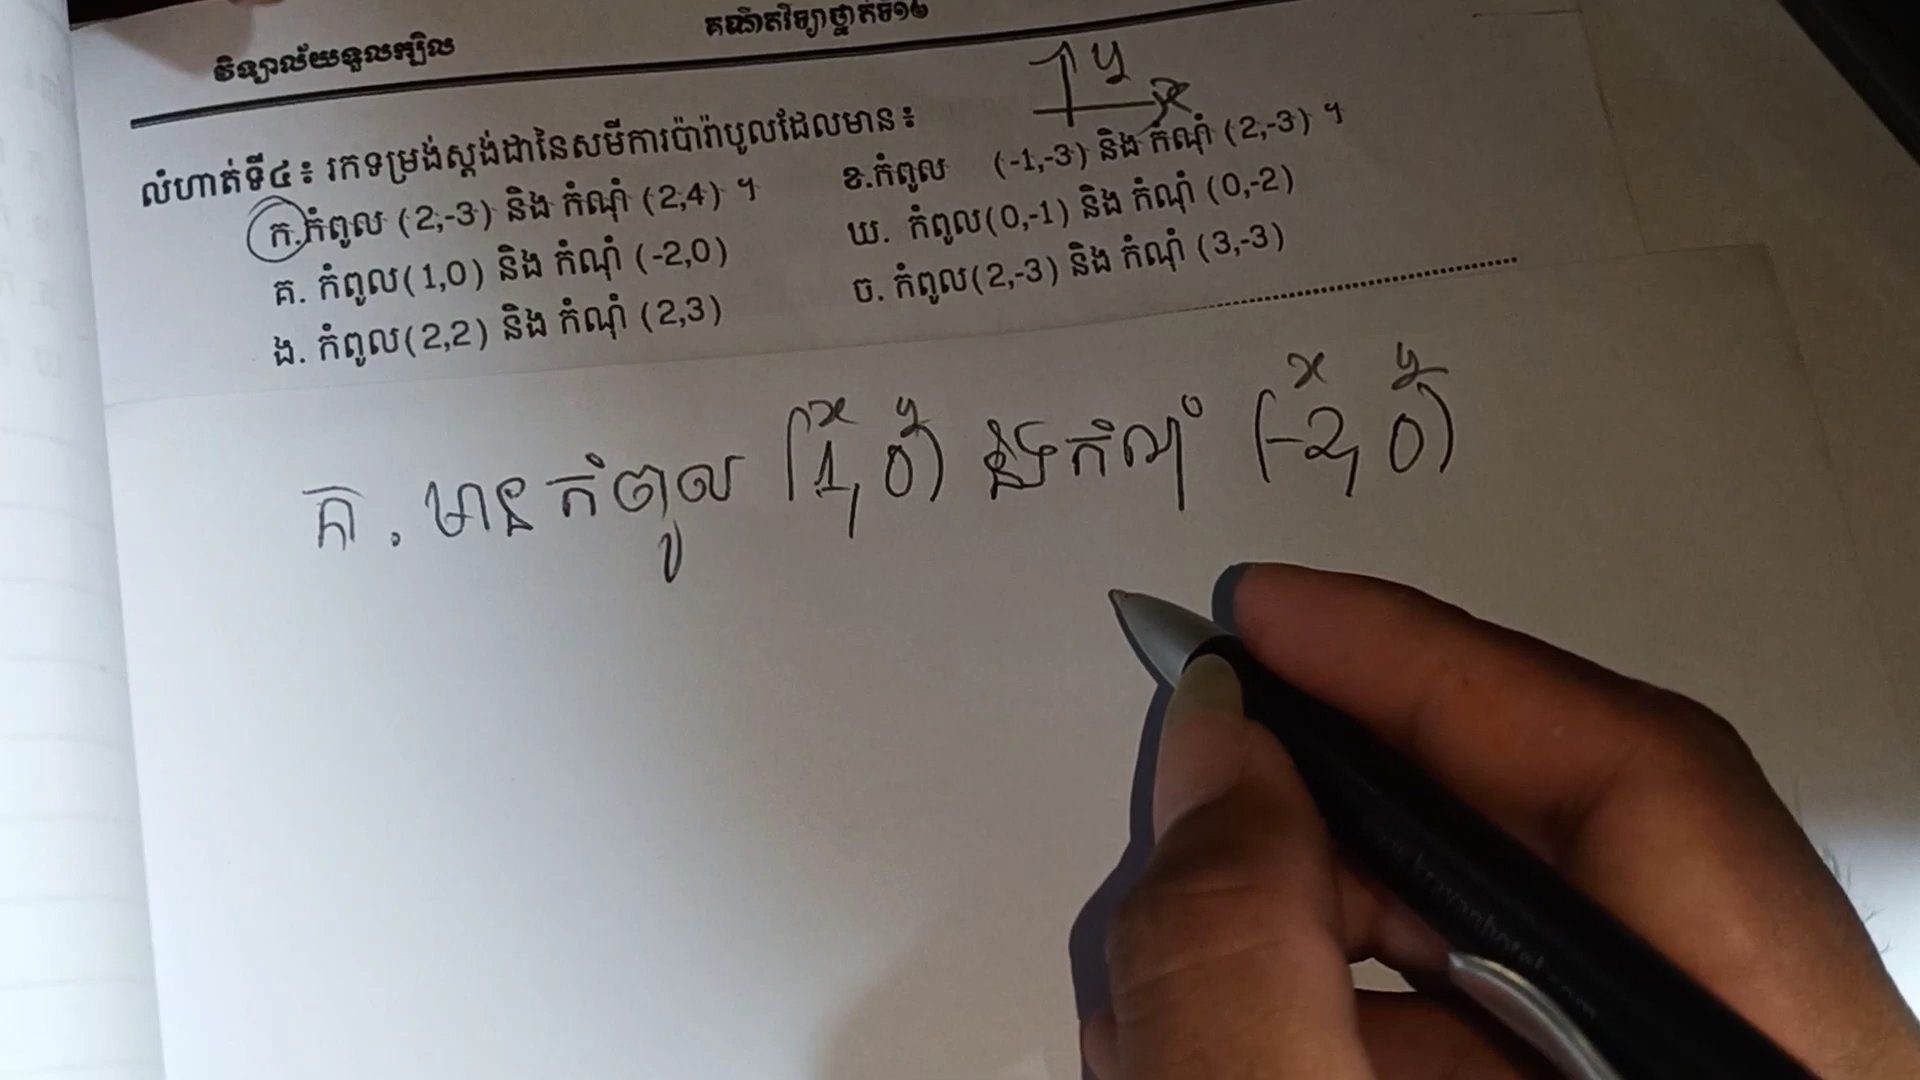 វិទ្យាល័យទួលក្បិល
គណិតវិទ្យាថ្នាក់ទី១២
y
x
លំហាត់ទី៤៖ រកទម្រង់ស្តង់ដានៃសមីការប៉ារ៉ាបូលដែលមាន៖
ក.កំពូល (2,-3) និង កំណុំ (2,4) ។ ខ.កំពូល (-1,-3) និង កំណុំ (2,-3) ។
គ. កំពូល(1,0) និង កំណុំ (-2,0) ឃ. កំពូល(0,-1) និង កំណុំ (0,-2)
ង. កំពូល(2,2) និង កំណុំ (2,3) ច. កំពូល(2,-3) និង កំណុំ (3,-3)
x y x y
គ. មានកំពូល (1, 0) និងកំណុំ (-2, 0)